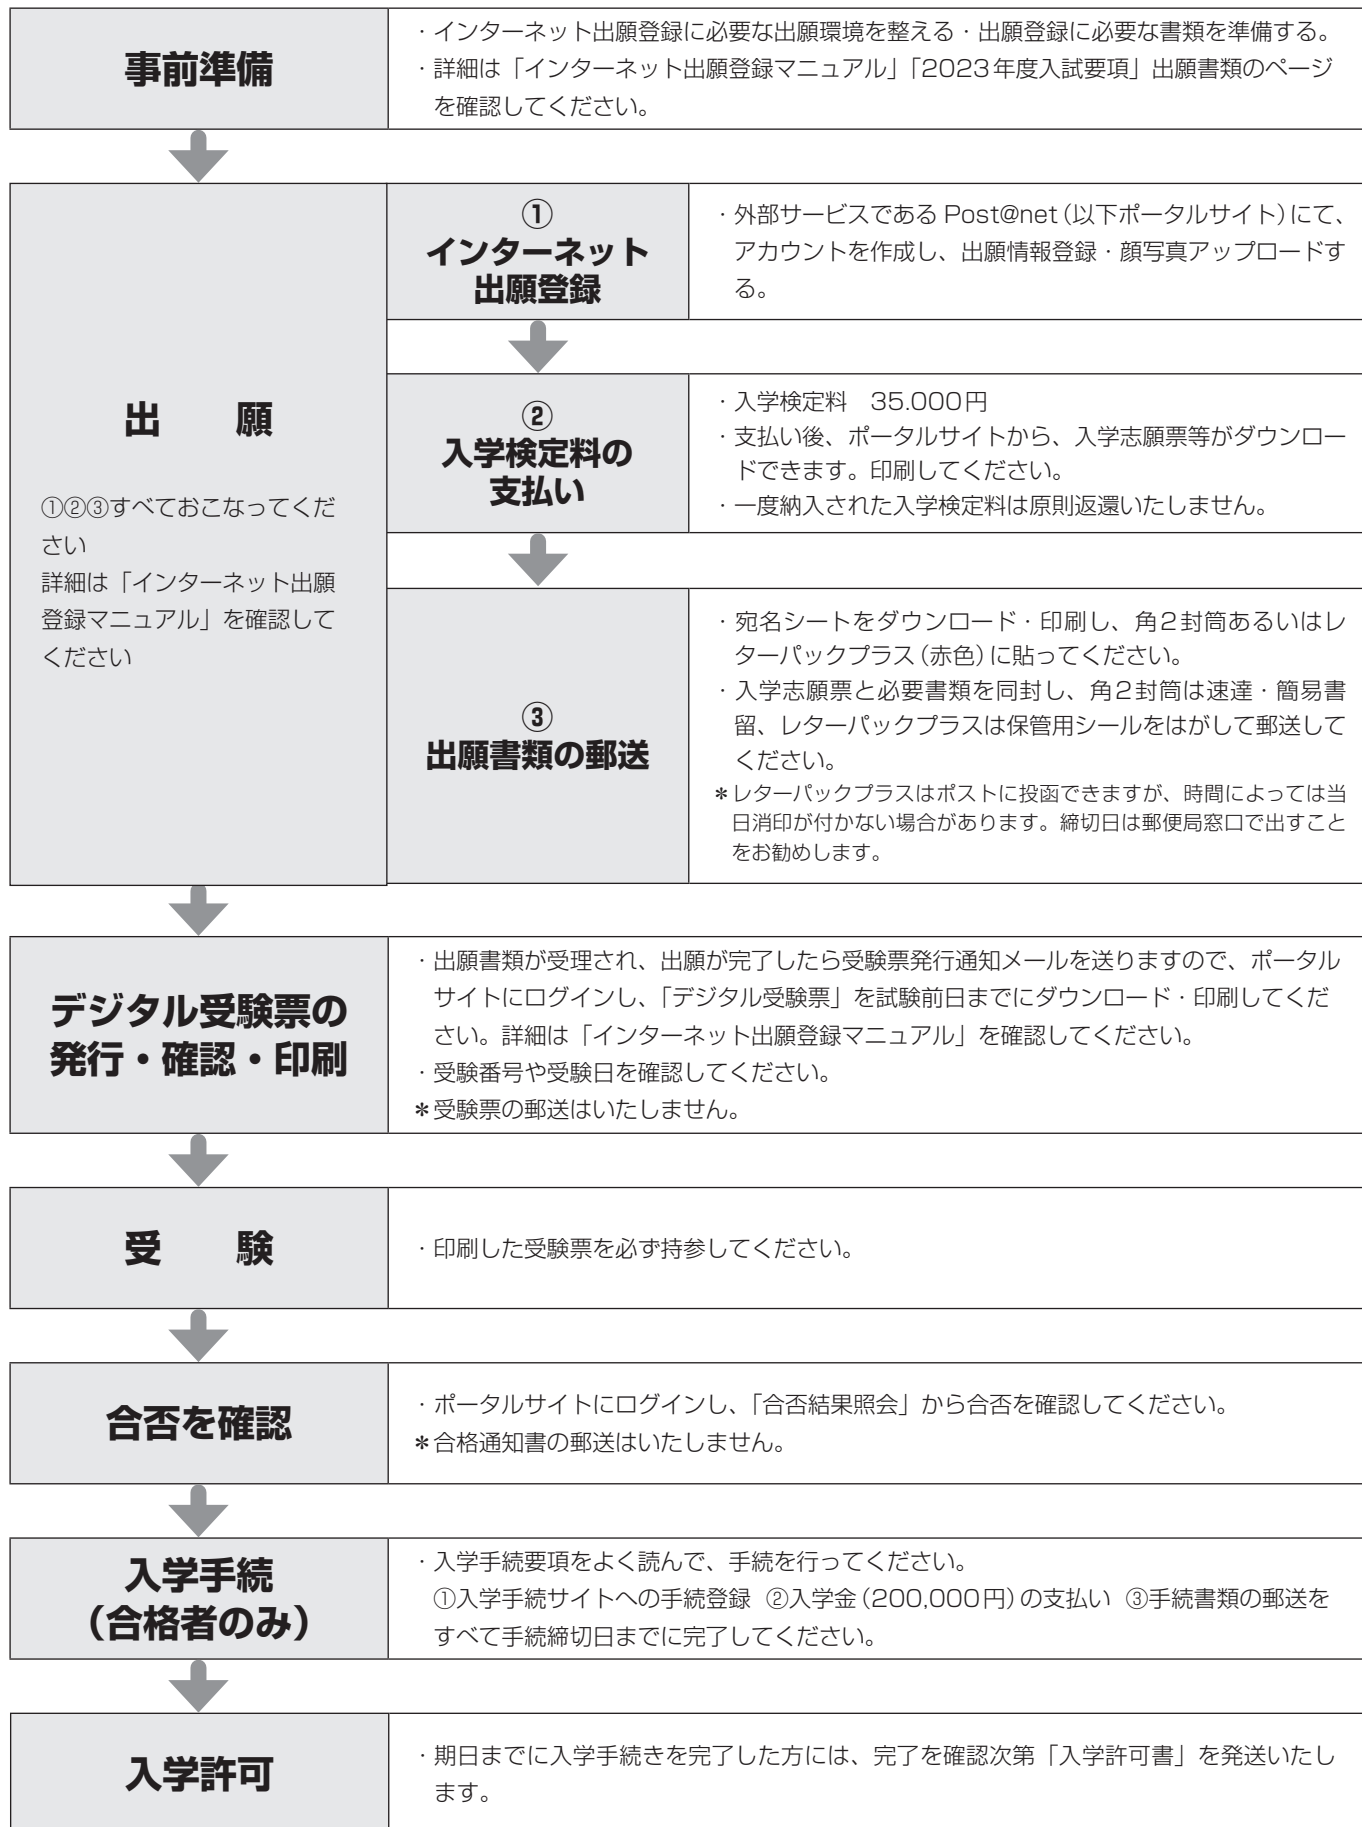 事前準備
・インターネット出願登録に必要な出願環境を整える・出願登録に必要な書類を準備する。
・詳細は「インターネット出願登録マニュアル」「2023年度入試要項」出願書類のページ
を確認してください。
出　願
①②③すべておこなってくだ
さい
詳細は「インターネット出願
登録マニュアル」を確認して
ください
①
インターネット
出願登録
・外部サービスである Post@net（以下ポータルサイト）にて、
アカウントを作成し、出願情報登録・顔写真アップロードす
る。
②
入学検定料の
支払い
・入学検定料　35.000円
・支払い後、ポータルサイトから、入学志願票等がダウンロー
ドできます。印刷してください。
・一度納入された入学検定料は原則返還いたしません。
③
出願書類の郵送
・宛名シートをダウンロード・印刷し、角2封筒あるいはレ
ターパックプラス（赤色）に貼ってください。
・入学志願票と必要書類を同封し、角2封筒は速達・簡易書
留、レターパックプラスは保管用シールをはがして郵送して
ください。
＊レターパックプラスはポストに投函できますが、時間によっては当
日消印が付かない場合があります。締切日は郵便局窓口で出すこと
をお勧めします。
デジタル受験票の
発行・確認・印刷
・出願書類が受理され、出願が完了したら受験票発行通知メールを送りますので、ポータル
サイトにログインし、「デジタル受験票」を試験前日までにダウンロード・印刷してくだ
さい。詳細は「インターネット出願登録マニュアル」を確認してください。
・受験番号や受験日を確認してください。
＊受験票の郵送はいたしません。
受　験
・印刷した受験票を必ず持参してください。
合否を確認
・ポータルサイトにログインし、「合否結果照会」から合否を確認してください。
＊合格通知書の郵送はいたしません。
入学手続
（合格者のみ）
・入学手続要項をよく読んで、手続を行ってください。
①入学手続サイトへの手続登録 ②入学金（200,000円）の支払い ③手続書類の郵送を
すべて手続締切日までに完了してください。
入学許可
・期日までに入学手続きを完了した方には、完了を確認次第「入学許可書」を発送いたし
ます。